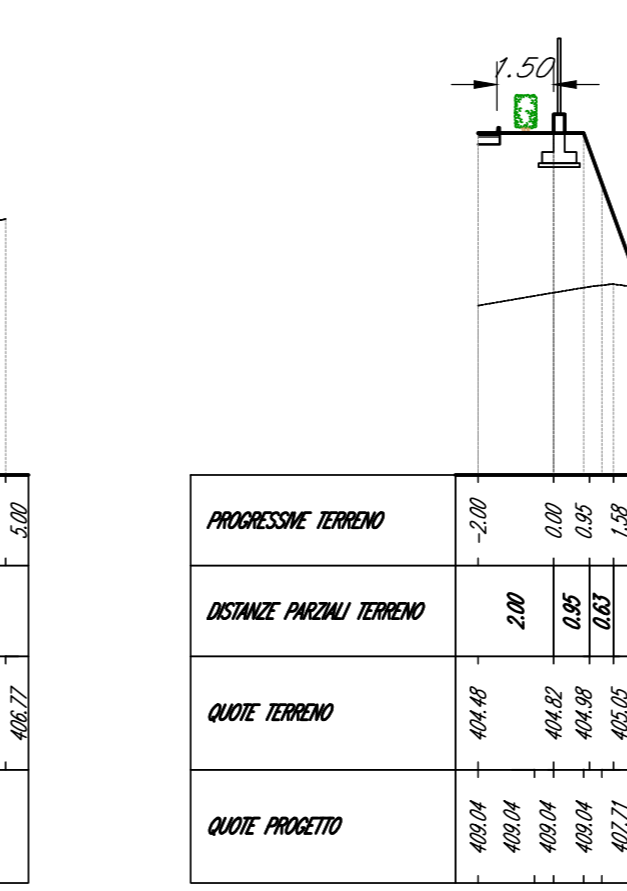 1.50
5.00
406.77
PROGRESSIVE TERRENO -2.00 0.00 0.95 1.58
DISTANZE PARZIALI TERRENO 2.00 0.95 0.63
QUOTE TERRENO 404.48 404.82 404.98 405.05
QUOTE PROGETTO 409.04 409.04 409.04 409.04 407.71